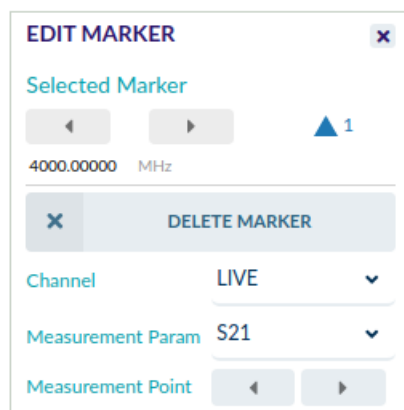 EDIT MARKER
Selected Marker
1
4000.00000 MHz
DELETE MARKER
Channel LIVE
Measurement Param S21
Measurement Point